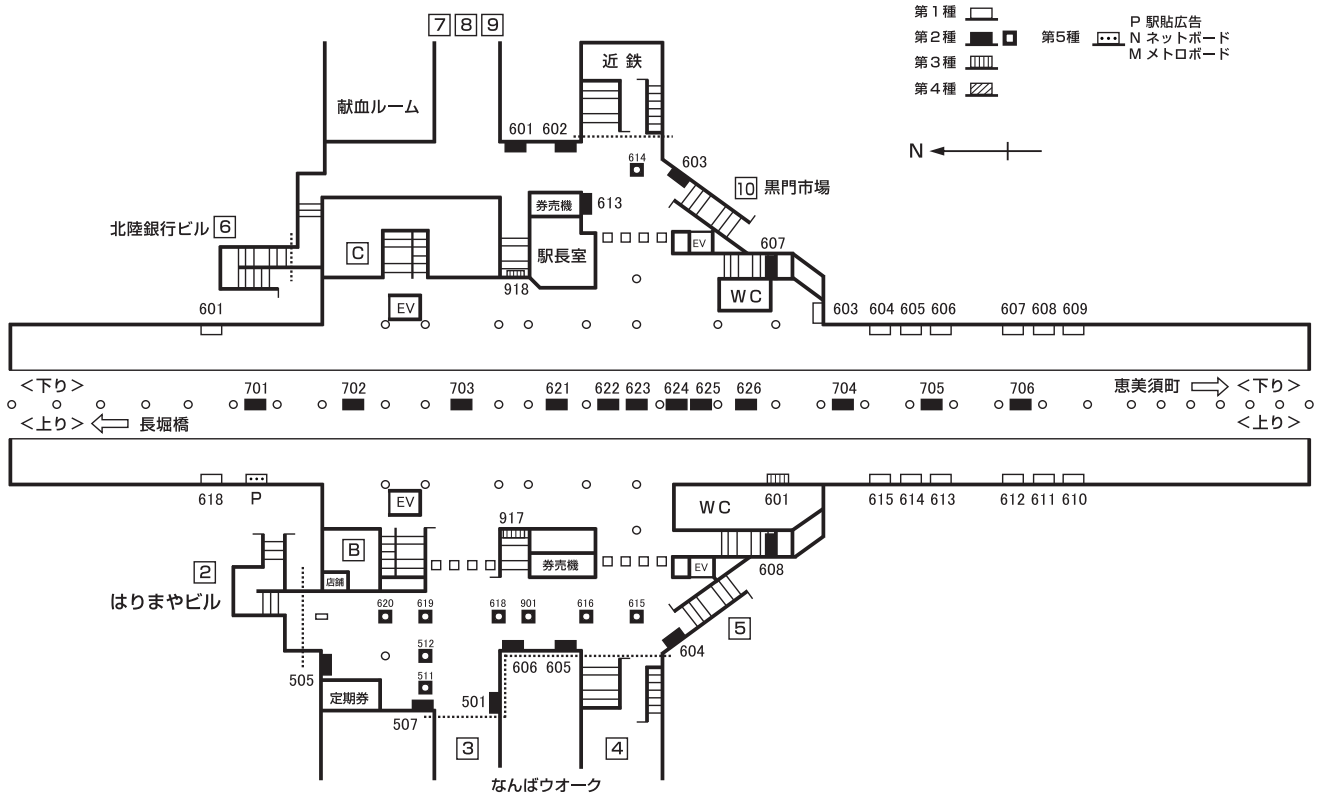 7 8 9
第1種
第2種
第3種
第4種
第5種
P 駅貼広告
N ネットボード
M メトロボード
N
近鉄
献血ルーム
601 602
614
603
10 黒門市場
券売機
613
北陸銀行ビル 6
C
駅長室
EV
607
918
WC
EV
601
603 604 605 606 607 608 609
<下り>
701 702 703 621 622 623 624 625 626 704 705 706
恵美須町
<下り>
<上り>
長堀橋
<上り>
618 P
EV
601
615 614 613 612 611 610
WC
917
B
券売機
EV
608
2
店舗
はりまやビル
620 619 618 901 616 615
5
512
604
505
606 605
511
定期券
501
507
3
4
なんばウオーク